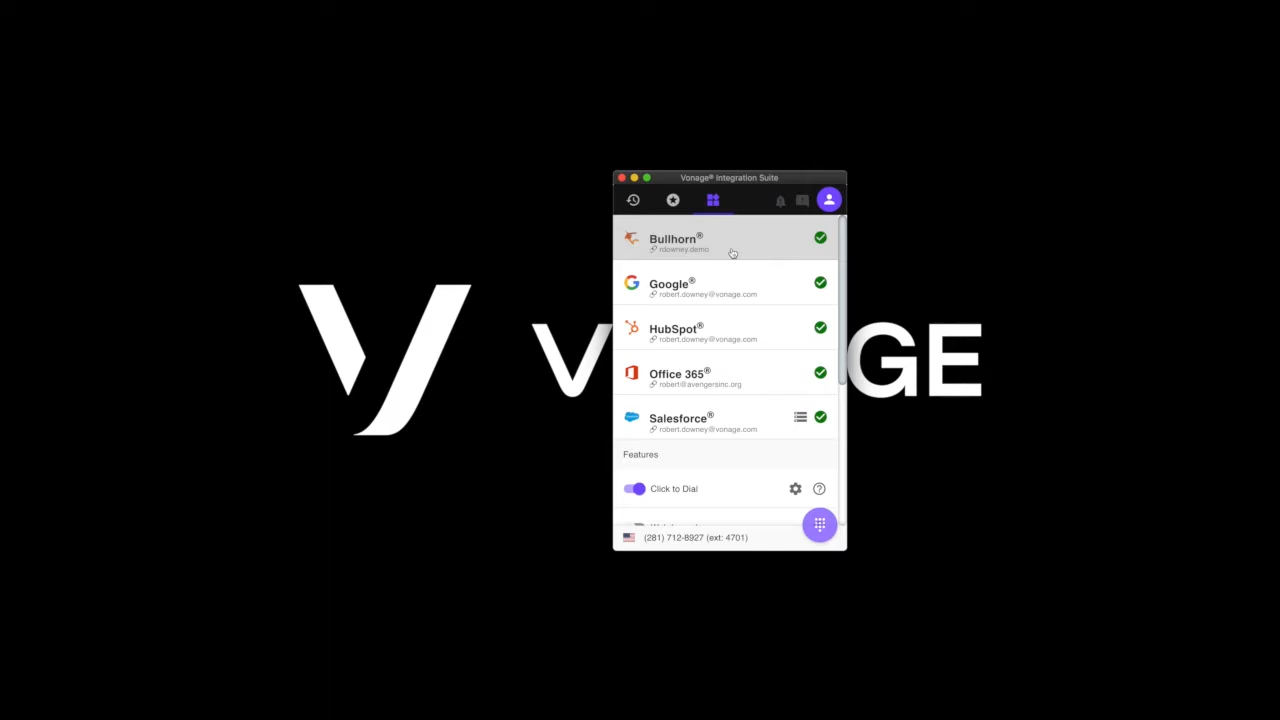 Vonage® Integration Suite
Bullhorn®
rdowney.demo
Google®
robert.downey@vonage.com
HubSpot®
robert.downey@vonage.com
Office 365®
robert@avengersinc.org
Salesforce®
robert.downey@vonage.com
Features
Click to Dial
(281) 712-8927 (ext: 4701)
V
GE